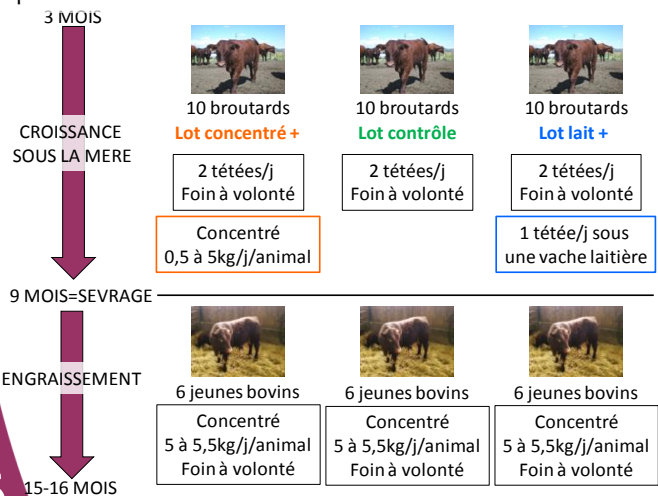 3 MOIS
10 broutards
Lot concentré +
10 broutards
Lot contrôle
10 broutards
Lot lait +
CROISSANCE
SOUS LA MERE
2 tétées/j
Foin à volonté
2 tétées/j
Foin à volonté
2 tétées/j
Foin à volonté
Concentré
0,5 à 5kg/j/animal
1 tétée/j sous
une vache laitière
9 MOIS=SEVRAGE
ENGRAISSEMENT
6 jeunes bovins
6 jeunes bovins
6 jeunes bovins
Concentré
5 à 5,5kg/j/animal
Foin à volonté
Concentré
5 à 5,5kg/j/animal
Foin à volonté
Concentré
5 à 5,5kg/j/animal
Foin à volonté
15-16 MOIS